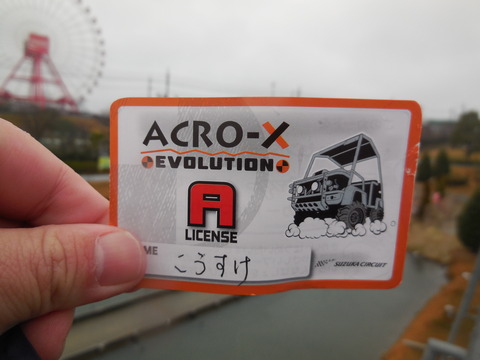 ACRO-X
EVOLUTION
A
LICENSE
ME
こうすけ
SUZUKA CIRCUIT